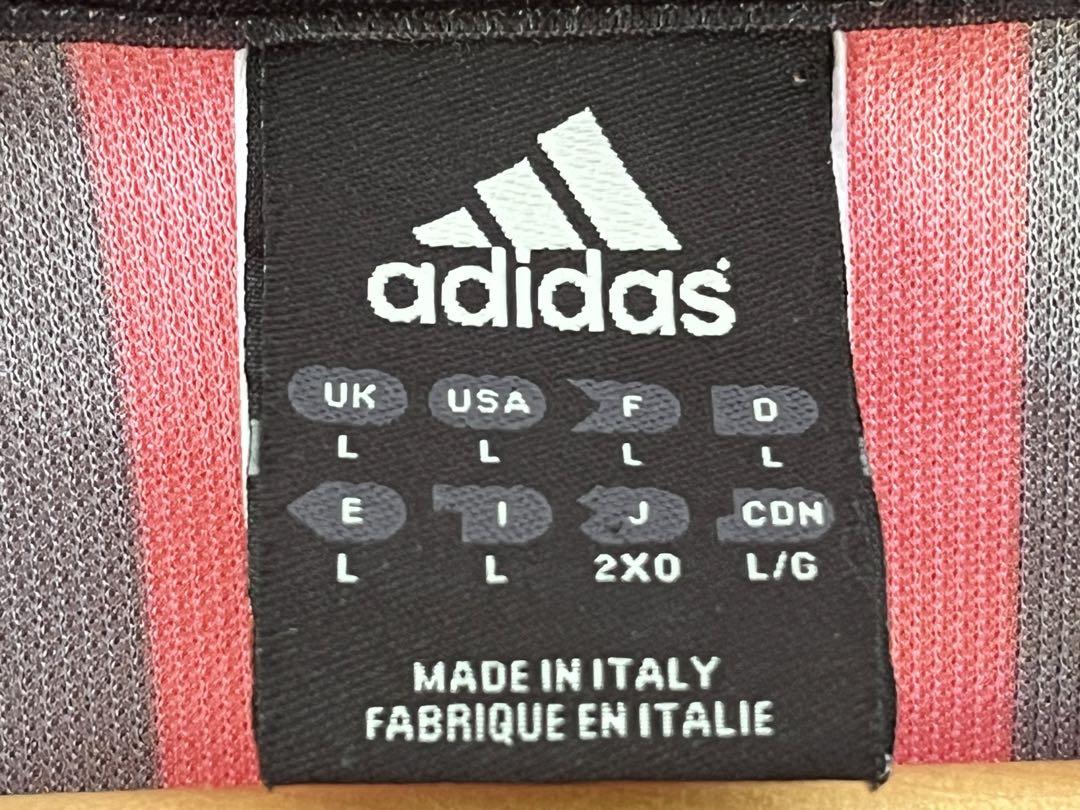 adidas
UK USA F D
L L L L
E I J CDN
L L 2XO L/G
MADE IN ITALY
FABRIQUE EN ITALIE